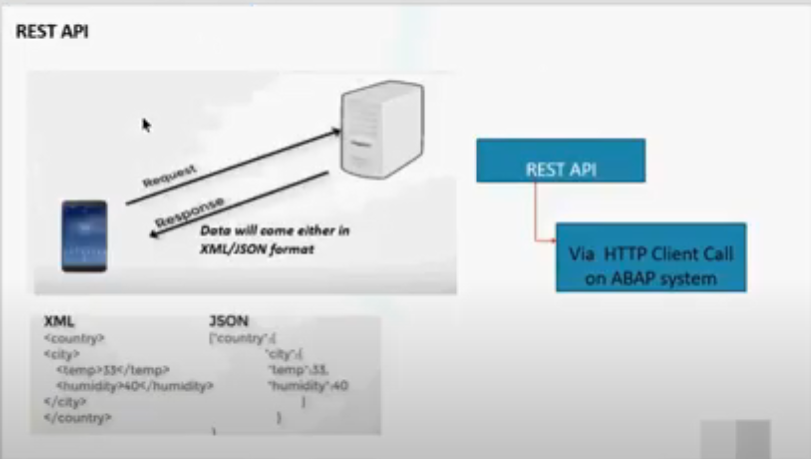 REST API
Request
Response
Data will come either in
XML/JSON format
REST API
Via HTTP Client Call
on ABAP system
XML
<country>
<city>
<temp>33</temp>
<humidity>40</humidity>
</city>
</country>
JSON
{"country":{
"city":{
"temp":33,
"humidity":40
}
}
}